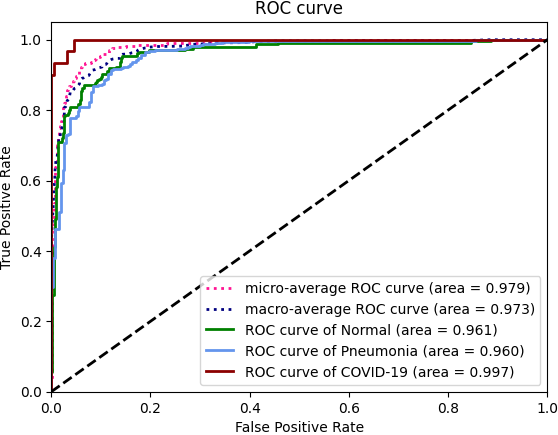 ROC curve
True Positive Rate
1.0
0.8
0.6
0.4
0.2
0.0
micro-average ROC curve (area = 0.979)
macro-average ROC curve (area = 0.973)
ROC curve of Normal (area = 0.961)
ROC curve of Pneumonia (area = 0.960)
ROC curve of COVID-19 (area = 0.997)
0.0 0.2 0.4 0.6 0.8 1.0
False Positive Rate